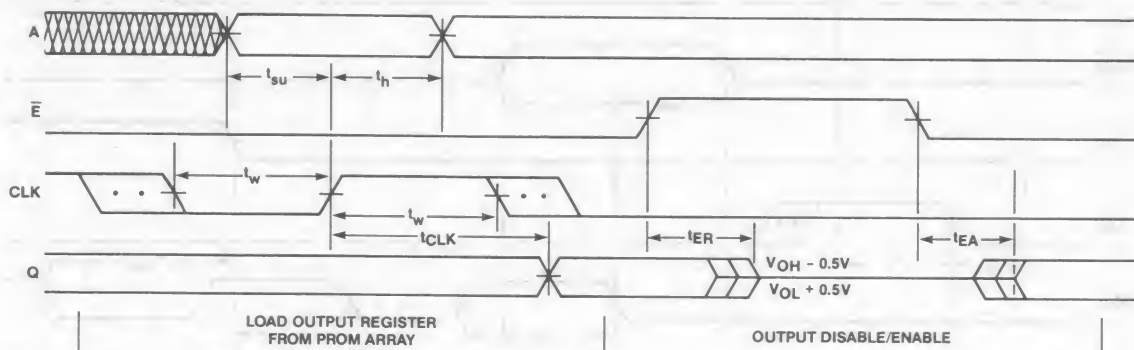 A
t_su
t_h
E̅
CLK
t_w
t_w
t_CLK
t_ER
t_EA
Q
V_OH − 0.5V
V_OL + 0.5V
LOAD OUTPUT REGISTER
FROM PROM ARRAY
OUTPUT DISABLE/ENABLE